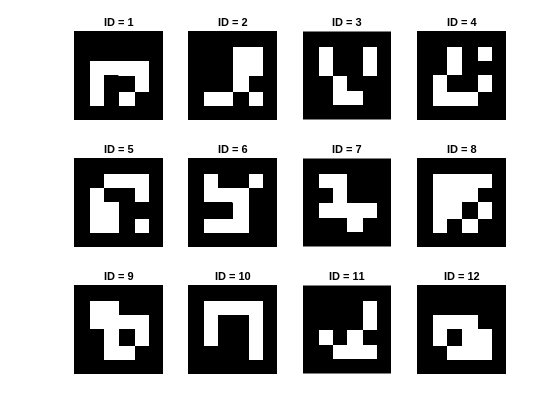 ID = 1 ID = 2 ID = 3 ID = 4
ID = 5 ID = 6 ID = 7 ID = 8
ID = 9 ID = 10 ID = 11 ID = 12